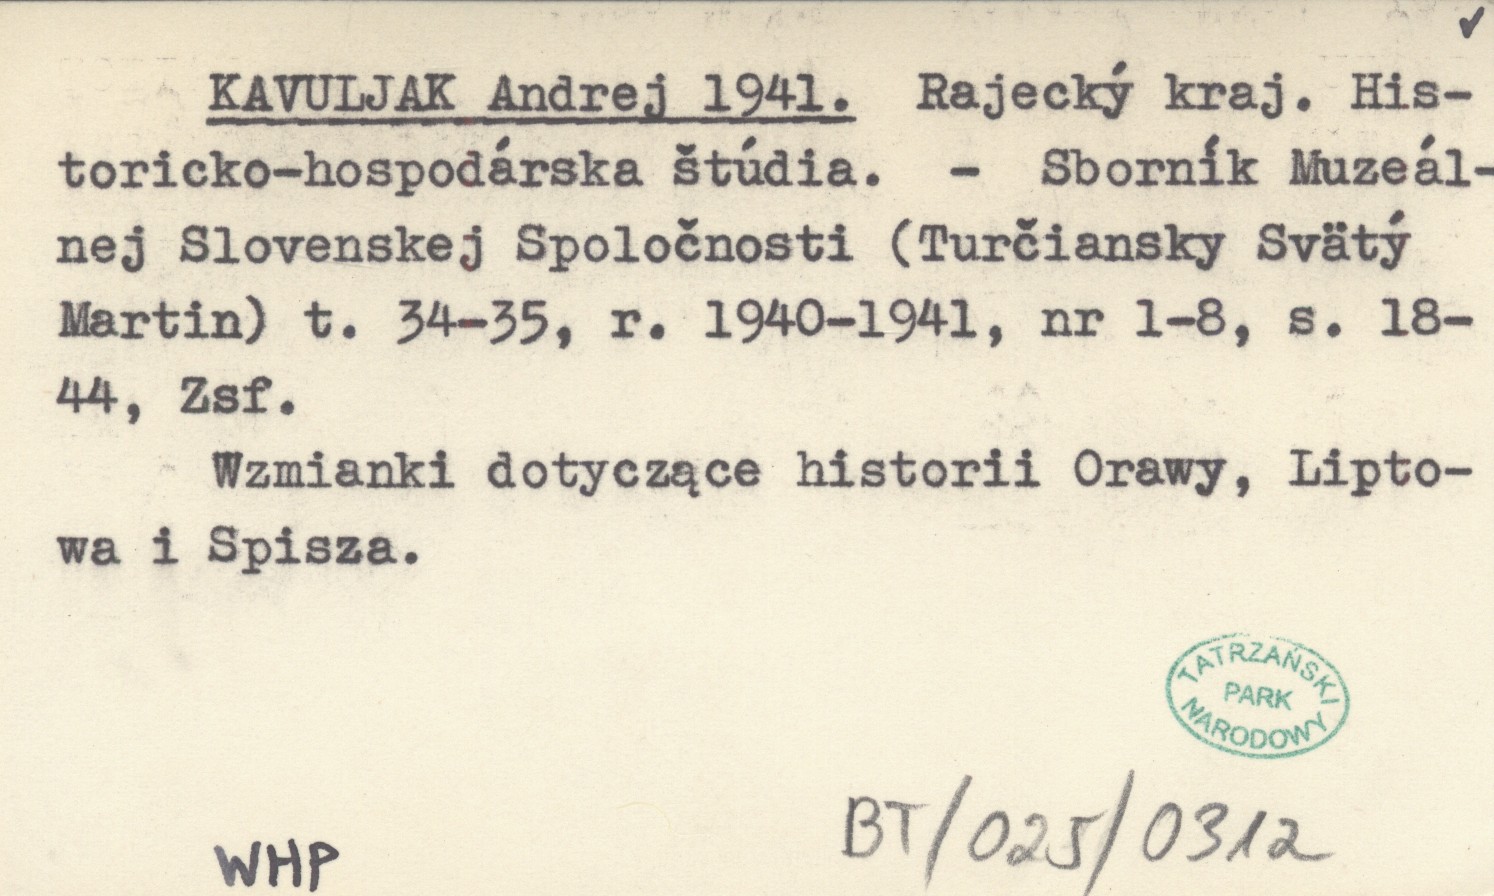 ✓
KAVULJAK Andrej 1941. Rajecký kraj. His-
toricko-hospodárska štúdia. - Sborník Muzeál-
nej Slovenskej Spoločnosti (Turčiansky Svätý
Martin) t. 34-35, r. 1940-1941, nr 1-8, s. 18-
44, Zsf.
Wzmianki dotyczące historii Orawy, Lipto-
wa i Spisza.
TATRZAŃSKI
PARK
NARODOWY
BT/025/0312
WHP